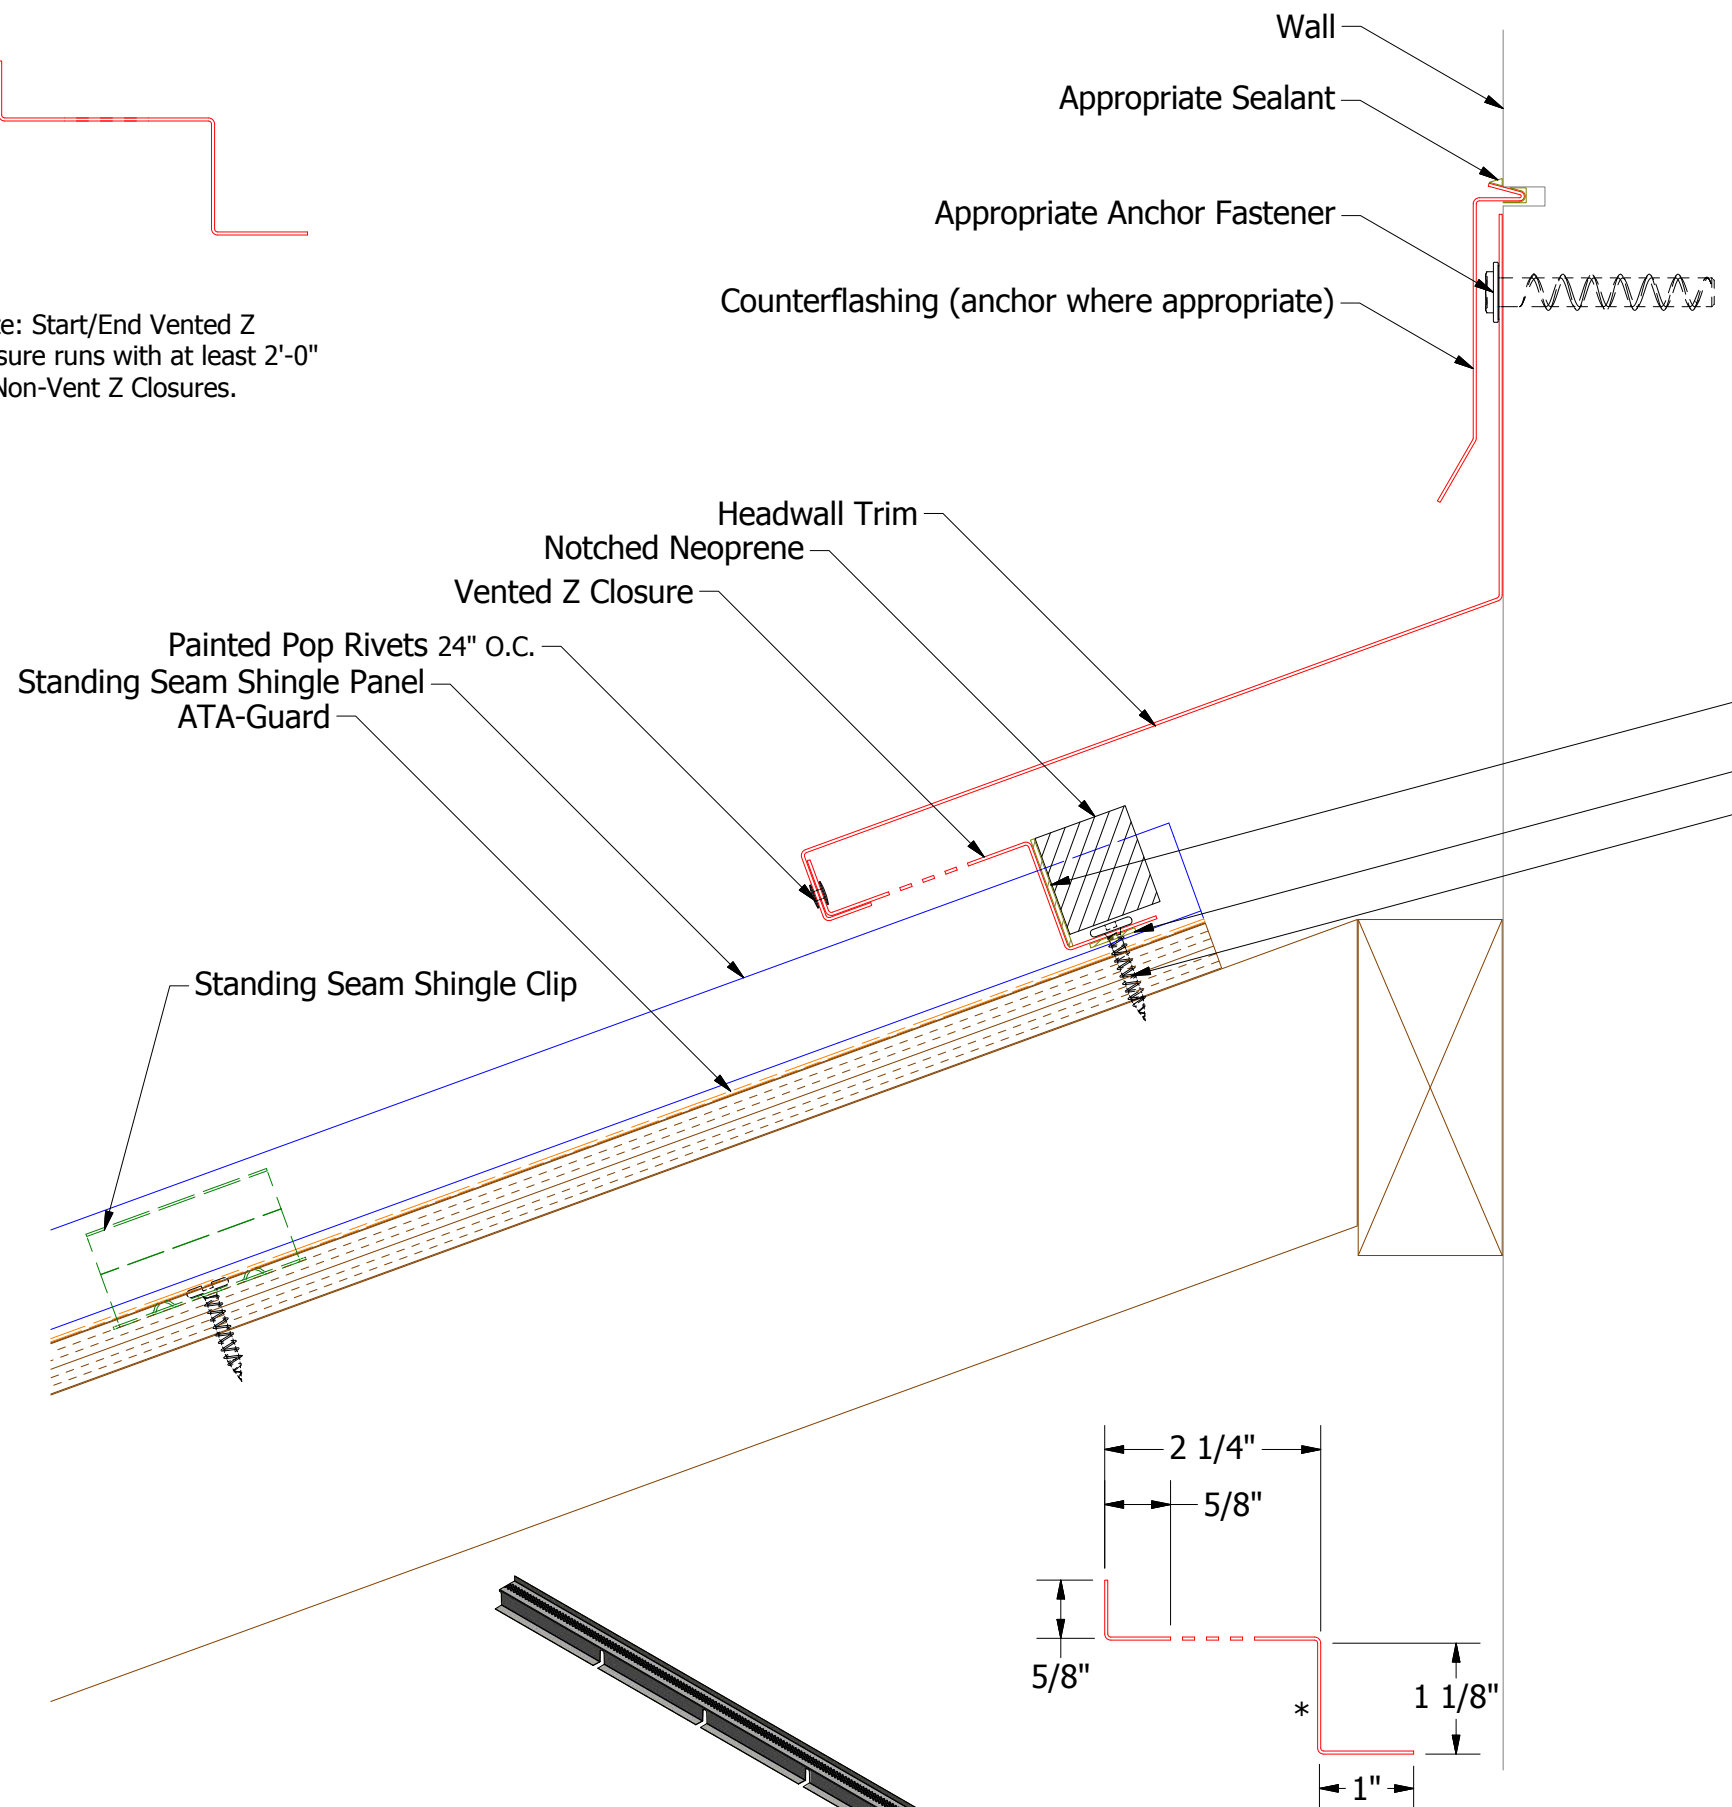 Wall
Appropriate Sealant
Appropriate Anchor Fastener
Counterflashing (anchor where appropriate)
Start/End Vented Z
runs with at least 2'-0"
Non-Vent Z Closures.
Headwall Trim
Notched Neoprene
Vented Z Closure
Painted Pop Rivets 24" O.C.
Standing Seam Shingle Panel
ATA-Guard
Standing Seam Shingle Clip
2 1/4"
5/8"
5/8"
1 1/8"
*
1"